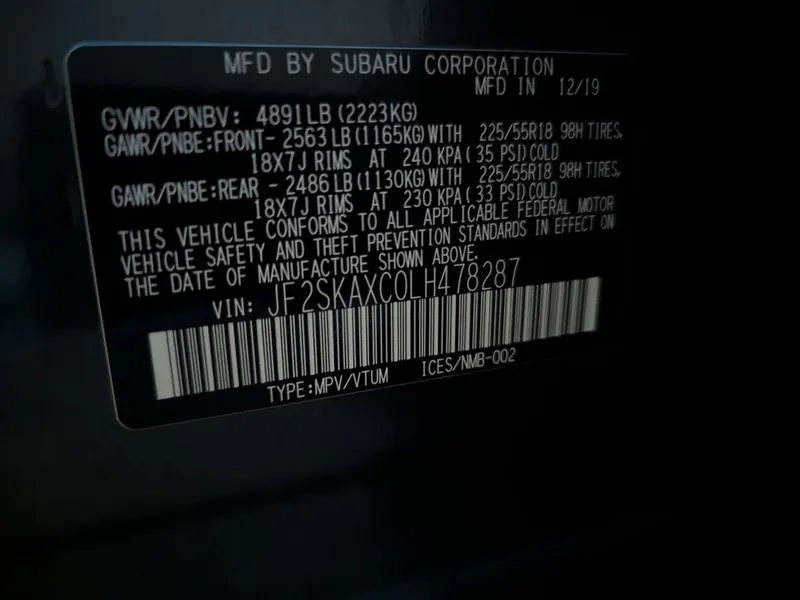 MFD BY SUBARU CORPORATION
MFD IN 12/19
GVWR/PNBV: 4891LB (2223KG)
GAWR/PNBE:FRONT- 2563 LB (1165KG) WITH 225/55R18 98H TIRES,
18X7J RIMS AT 240 KPA ( 35 PSI) COLD
GAWR/PNBE:REAR - 2486 LB (1130KG) WITH 225/55R18 98H TIRES,
18X7J RIMS AT 230 KPA ( 33 PSI) COLD
THIS VEHICLE CONFORMS TO ALL APPLICABLE FEDERAL MOTOR
VEHICLE SAFETY AND THEFT PREVENTION STANDARDS IN EFFECT ON
THE DATE OF MANUFACTURE SHOWN ABOVE.
VIN: JF2SKAXC0LH478287
TYPE:MPV/VTUM ICES/NMB-002